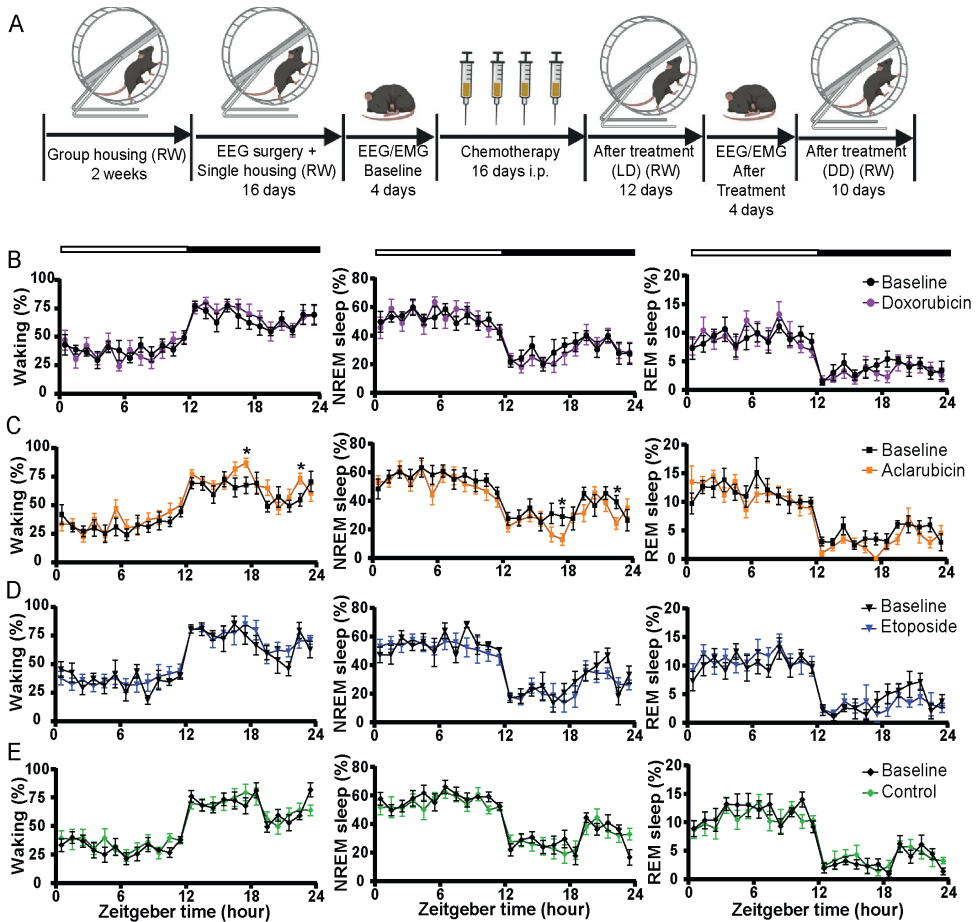 A
Group housing (RW)
2 weeks
EEG surgery +
Single housing (RW)
16 days
EEG/EMG
Baseline
4 days
Chemotherapy
16 days i.p.
After treatment
(LD) (RW)
12 days
EEG/EMG
After
Treatment
4 days
After treatment
(DD) (RW)
10 days
B
Waking (%)
100
75
50
25
0
0 6 12 18 24
NREM sleep (%)
80
60
40
20
0
0 6 12 18 24
REM sleep (%)
20
15
10
5
0
0 6 12 18 24
Baseline
Doxorubicin
C
Waking (%)
100
75
50
25
0
* *
0 6 12 18 24
NREM sleep (%)
80
60
40
20
0
* *
0 6 12 18 24
REM sleep (%)
20
15
10
5
0
0 6 12 18 24
Baseline
Aclarubicin
D
Waking (%)
100
75
50
25
0
0 6 12 18 24
NREM sleep (%)
80
60
40
20
0
0 6 12 18 24
REM sleep (%)
20
15
10
5
0
0 6 12 18 24
Baseline
Etoposide
E
Waking (%)
100
75
50
25
0
0 6 12 18 24
Zeitgeber time (hour)
NREM sleep (%)
80
60
40
20
0
0 6 12 18 24
Zeitgeber time (hour)
REM sleep (%)
20
15
10
5
0
0 6 12 18 24
Zeitgeber time (hour)
Baseline
Control